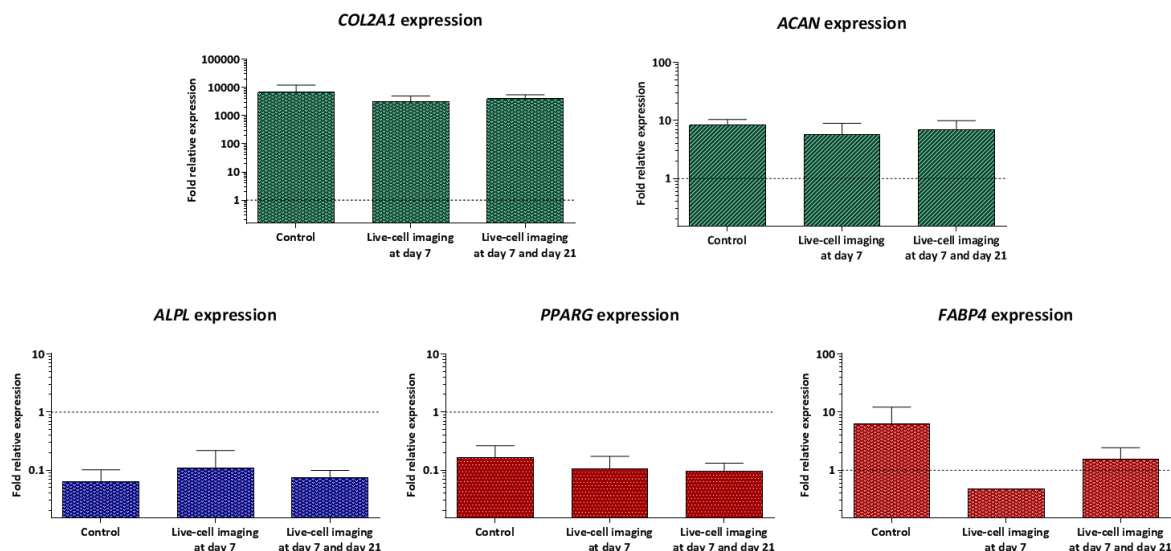 COL2A1 expression
Fold relative expression
100000
10000
1000
100
10
1
Control
Live-cell imaging
at day 7
Live-cell imaging
at day 7 and day 21
ACAN expression
Fold relative expression
100
10
1
Control
Live-cell imaging
at day 7
Live-cell imaging
at day 7 and day 21
ALPL expression
Fold relative expression
10
1
0.1
Control
Live-cell imaging
at day 7
Live-cell imaging
at day 7 and day 21
PPARG expression
Fold relative expression
10
1
0.1
Control
Live-cell imaging
at day 7
Live-cell imaging
at day 7 and day 21
FABP4 expression
Fold relative expression
100
10
1
Control
Live-cell imaging
at day 7
Live-cell imaging
at day 7 and day 21